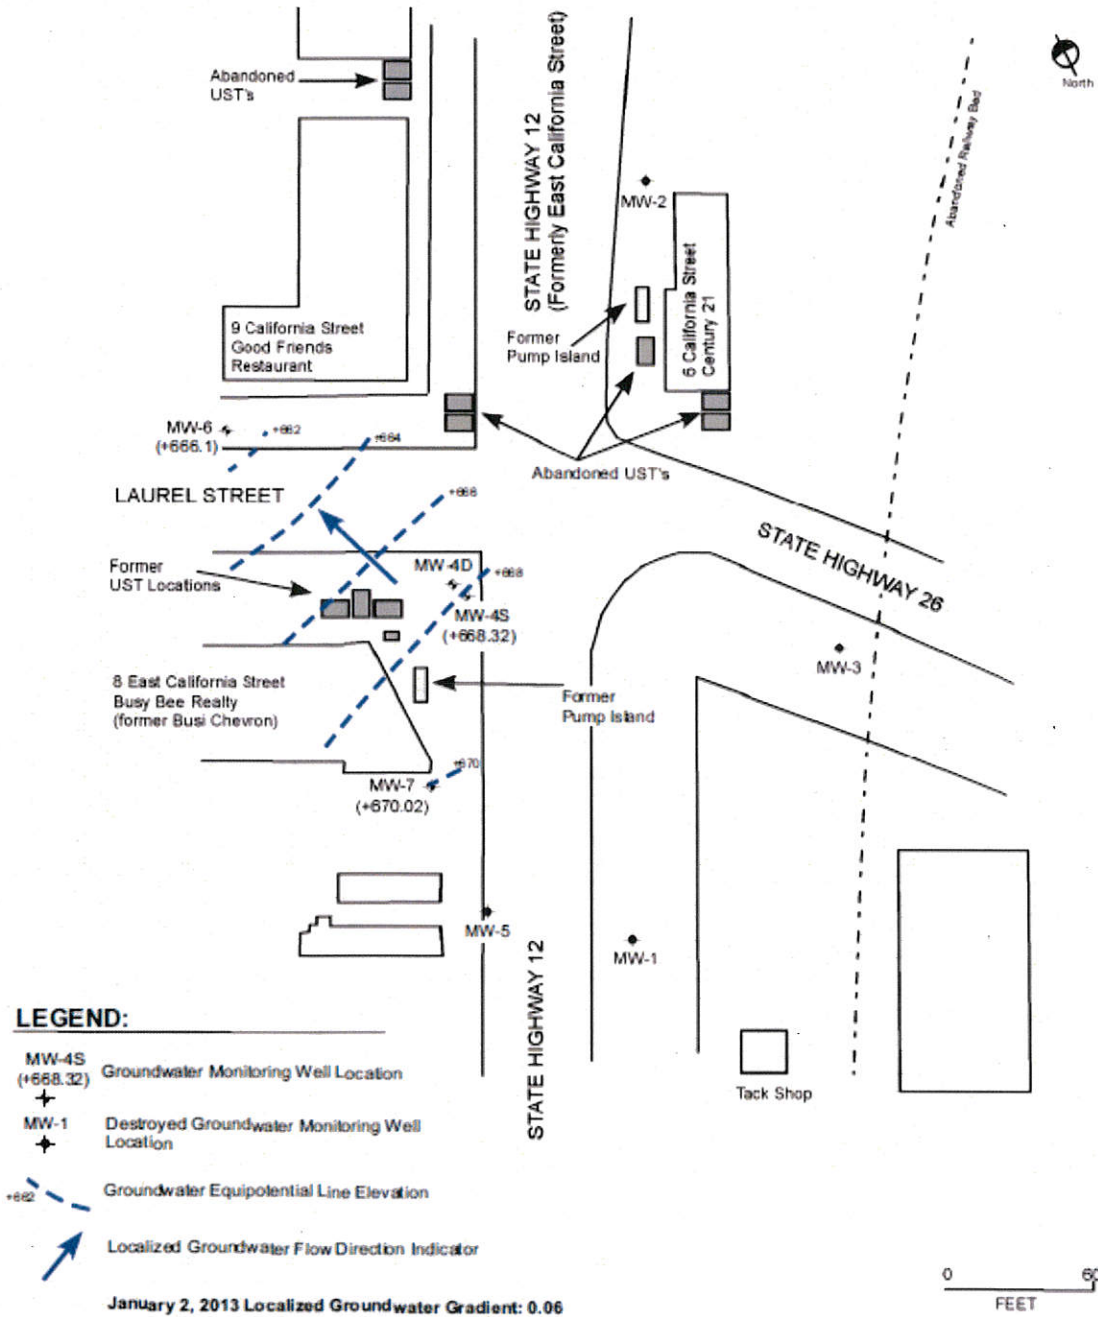 Abandoned
UST's
STATE HIGHWAY 12
(Formerly East California Street)
North
Abandoned Railway Bed
MW-2
6 California Street
Century 21
Former
Pump Island
9 California Street
Good Friends
Restaurant
MW-6
(+666.1)
+662
+664
Abandoned UST's
LAUREL STREET
+666
STATE HIGHWAY 26
Former
UST Locations
MW-4D
+668
MW-4S
(+668.32)
MW-3
8 East California Street
Busy Bee Realty
(former Busi Chevron)
Former
Pump Island
+670
MW-7
(+670.02)
MW-5
MW-1
STATE HIGHWAY 12
Tack Shop
LEGEND:
MW-4S
(+668.32)
Groundwater Monitoring Well Location
MW-1
Destroyed Groundwater Monitoring Well
Location
+662
Groundwater Equipotential Line Elevation
Localized Groundwater Flow Direction Indicator
January 2, 2013 Localized Groundwater Gradient: 0.06
0
60
FEET